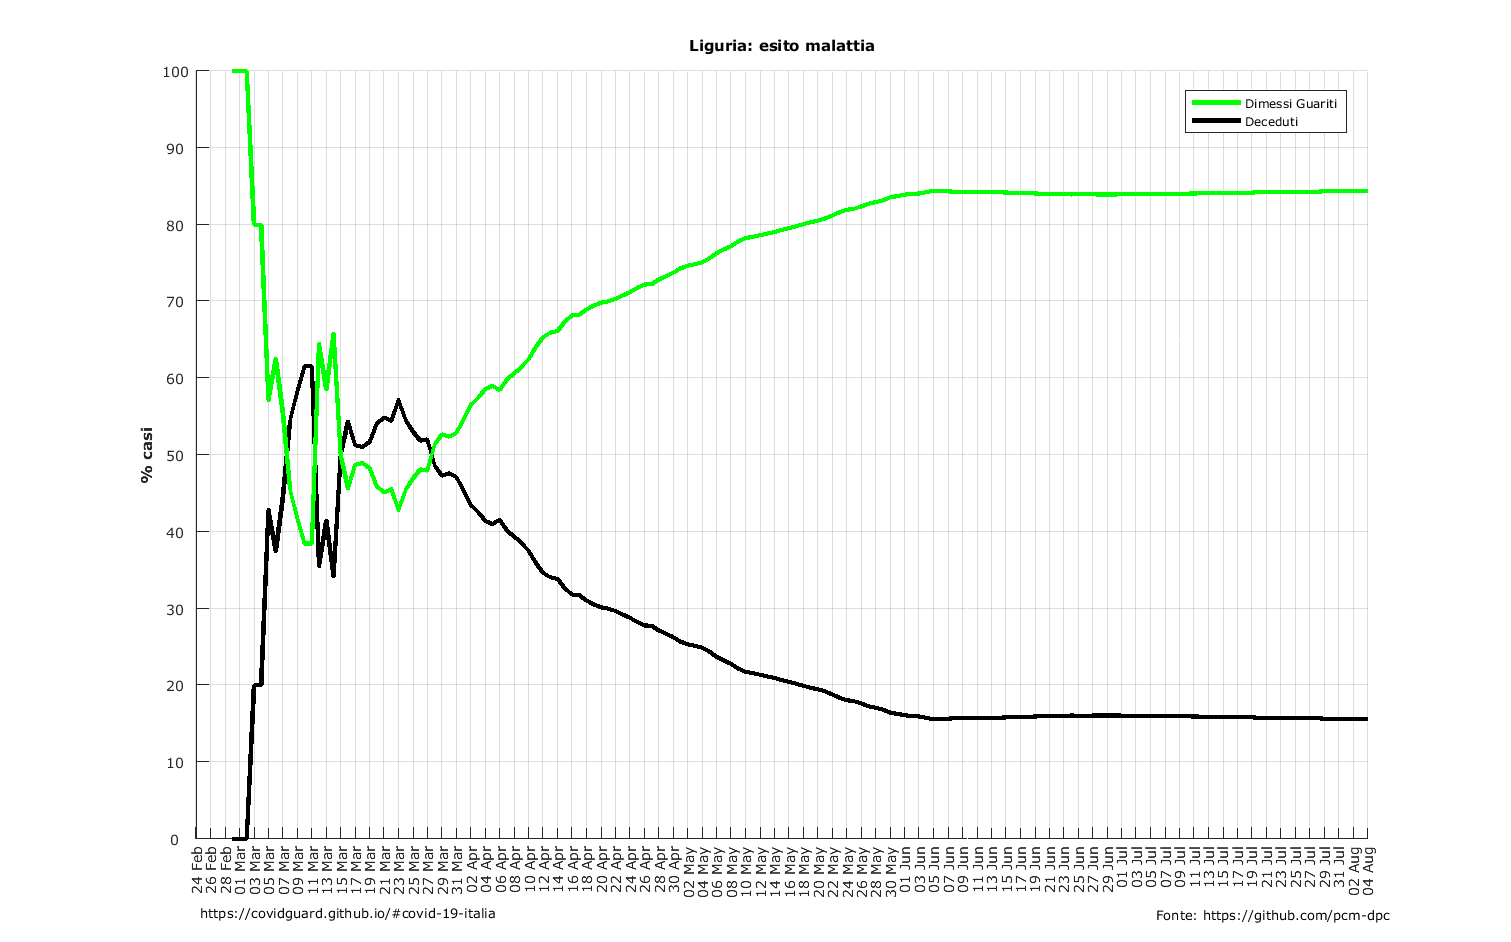 Liguria: esito malattia
100
90
80
70
60
50
40
30
20
10
0
% casi
Dimessi Guariti
Deceduti
24 Feb
26 Feb
28 Feb
01 Mar
03 Mar
05 Mar
07 Mar
09 Mar
11 Mar
13 Mar
15 Mar
17 Mar
19 Mar
21 Mar
23 Mar
25 Mar
27 Mar
29 Mar
31 Mar
02 Apr
04 Apr
06 Apr
08 Apr
10 Apr
12 Apr
14 Apr
16 Apr
18 Apr
20 Apr
22 Apr
24 Apr
26 Apr
28 Apr
30 Apr
02 May
04 May
06 May
08 May
10 May
12 May
14 May
16 May
18 May
20 May
22 May
24 May
26 May
28 May
30 May
01 Jun
03 Jun
05 Jun
07 Jun
09 Jun
11 Jun
13 Jun
15 Jun
17 Jun
19 Jun
21 Jun
23 Jun
25 Jun
27 Jun
29 Jun
01 Jul
03 Jul
05 Jul
07 Jul
09 Jul
11 Jul
13 Jul
15 Jul
17 Jul
19 Jul
21 Jul
23 Jul
25 Jul
27 Jul
29 Jul
31 Jul
02 Aug
04 Aug
https://covidguard.github.io/#covid-19-italia
Fonte: https://github.com/pcm-dpc